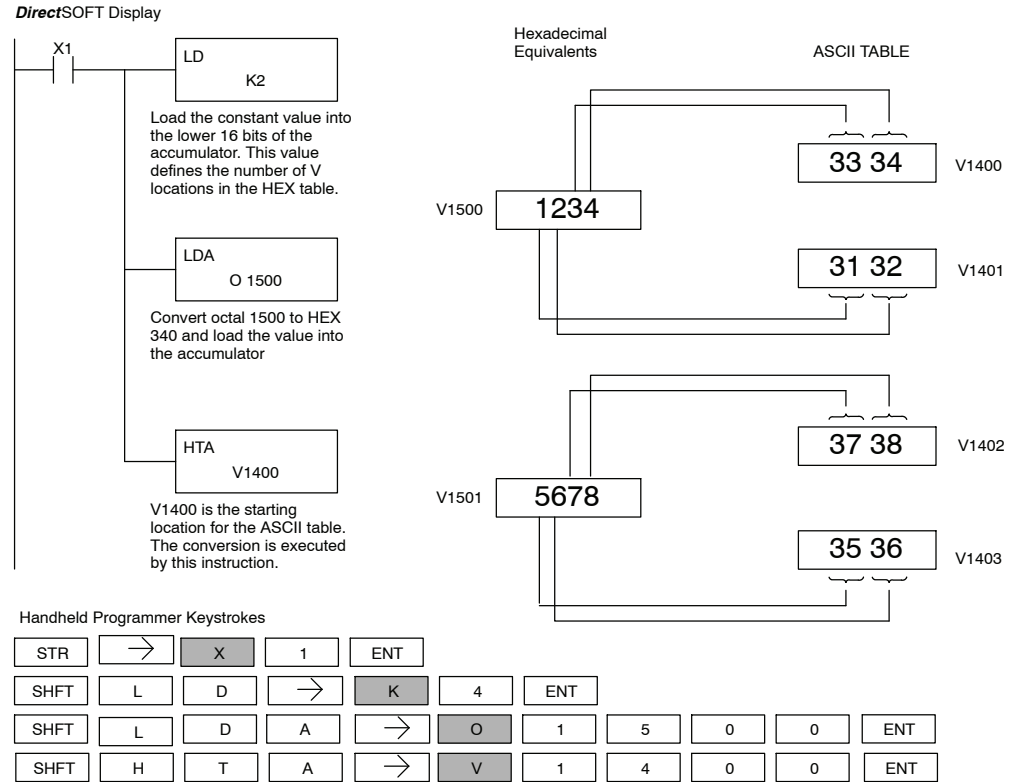 DirectSOFT Display
X1
LD
K2
Load the constant value into
the lower 16 bits of the
accumulator. This value
defines the number of V
locations in the HEX table.
LDA
O 1500
Convert octal 1500 to HEX
340 and load the value into
the accumulator
HTA
V1400
V1400 is the starting
location for the ASCII table.
The conversion is executed
by this instruction.
Hexadecimal
Equivalents
ASCII TABLE
33 34
V1400
V1500
1234
31 32
V1401
37 38
V1402
V1501
5678
35 36
V1403
Handheld Programmer Keystrokes
STR → X 1 ENT
SHFT L D → K 4 ENT
SHFT L D A → O 1 5 0 0 ENT
SHFT H T A → V 1 4 0 0 ENT